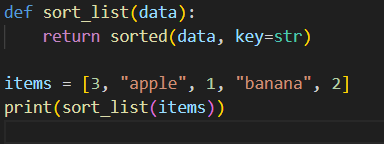 def sort_list(data):
    return sorted(data, key=str)

items = [3, "apple", 1, "banana", 2]
print(sort_list(items))